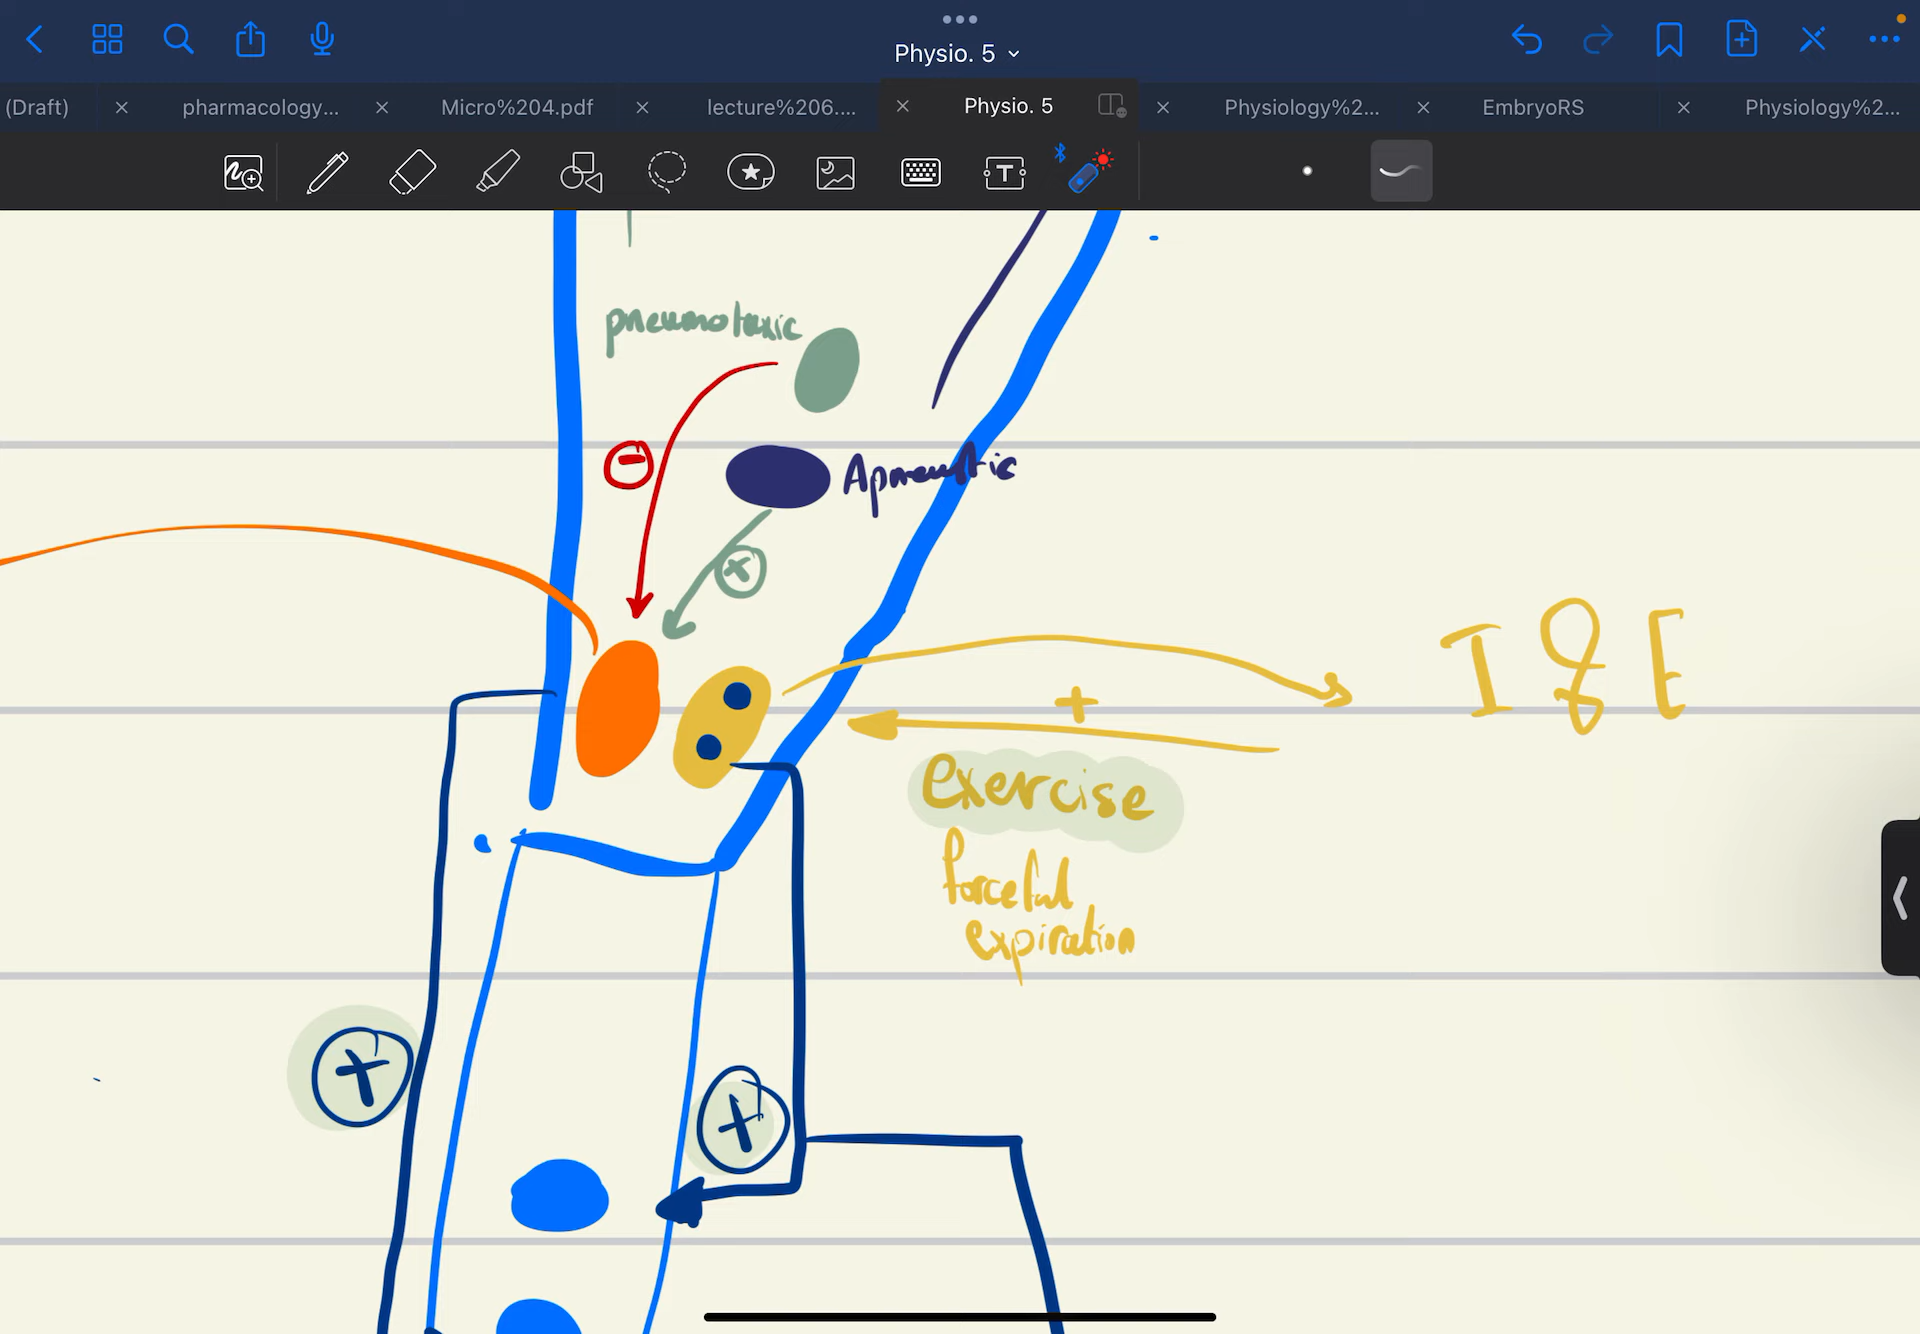 Physio. 5
(Draft)
pharmacology...
Micro%204.pdf
lecture%206....
Physio. 5
Physiology%2...
EmbryoRS
Physiology%2...
T
pneumotaxic
−
Apneustic
+
I & E
+
exercise
forceful
expiration
+
+